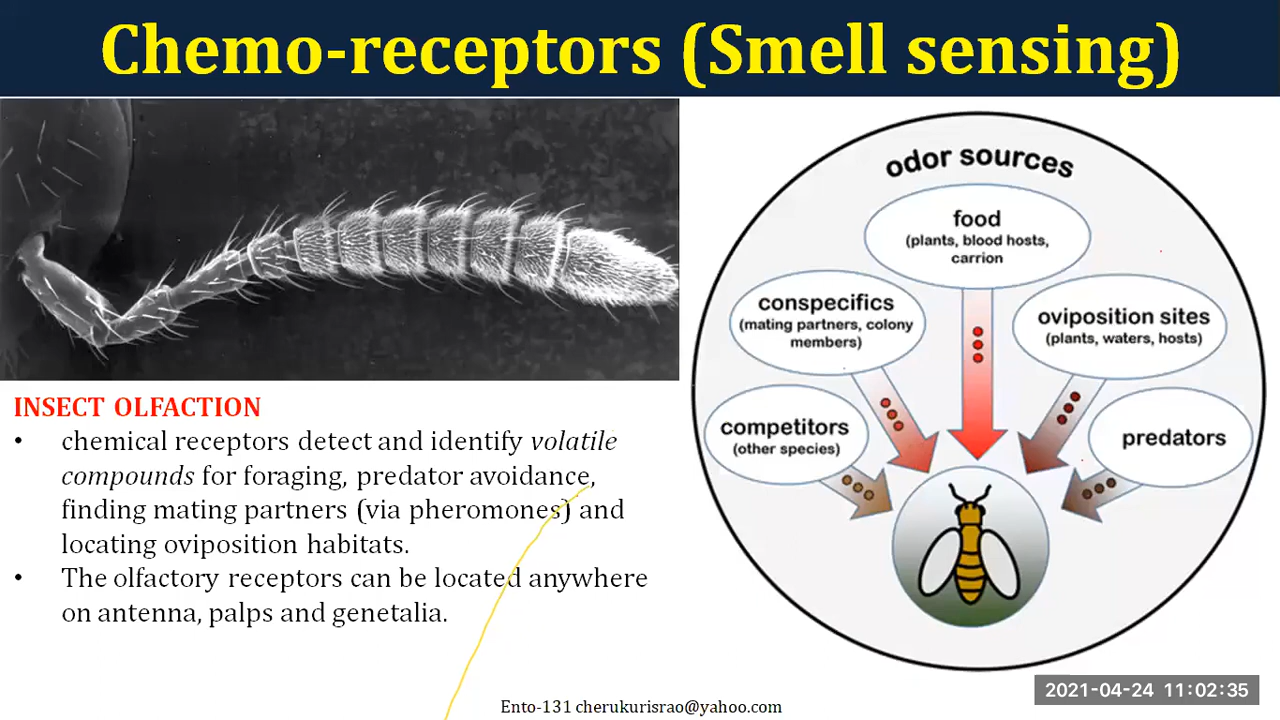 Chemo-receptors (Smell sensing)
INSECT OLFACTION
• chemical receptors detect and identify volatile
compounds for foraging, predator avoidance,
finding mating partners (via pheromones) and
locating oviposition habitats.
• The olfactory receptors can be located anywhere
on antenna, palps and genetalia.
odor sources
food
(plants, blood hosts,
carrion
conspecifics
(mating partners, colony
members)
oviposition sites
(plants, waters, hosts)
competitors
(other species)
predators
2021-04-24 11:02:35
Ento-131 cherukurisrao@yahoo.com